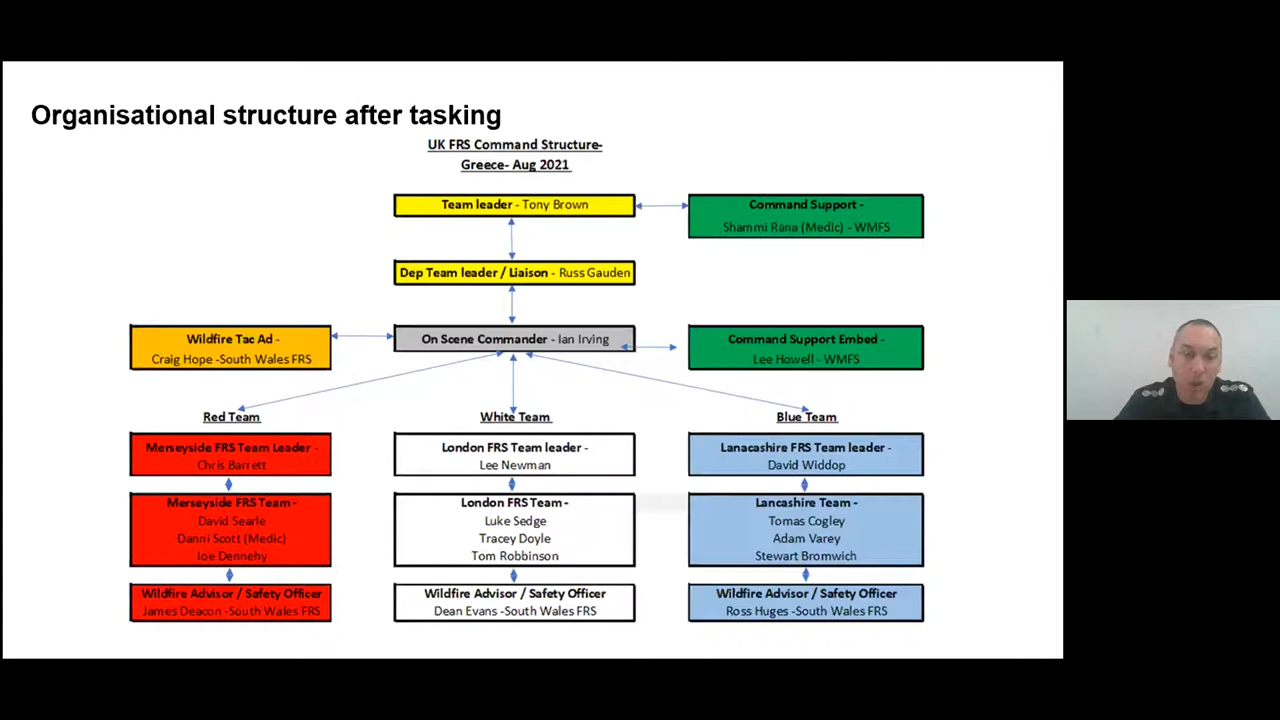 Organisational structure after tasking
UK FRS Command Structure-
Greece- Aug 2021
Team leader - Tony Brown
Command Support -
Shammi Rana (Medic) - WMFS
Dep Team leader / Liaison - Russ Gauden
Wildfire Tac Ad -
Craig Hope -South Wales FRS
On Scene Commander - Ian Irving
Command Support Embed -
Lee Howell - WMFS
Red Team
White Team
Blue Team
Merseyside FRS Team Leader -
Chris Barrett
London FRS Team leader -
Lee Newman
Lanacashire FRS Team leader -
David Widdop
Merseyside FRS Team -
David Searle
Danni Scott (Medic)
Joe Dennehy
London FRS Team -
Luke Sedge
Tracey Doyle
Tom Robbinson
Lancashire Team -
Tomas Cogley
Adam Varey
Stewart Bromwich
Wildfire Advisor / Safety Officer
James Deacon -South Wales FRS
Wildfire Advisor / Safety Officer
Dean Evans -South Wales FRS
Wildfire Advisor / Safety Officer
Ross Huges -South Wales FRS